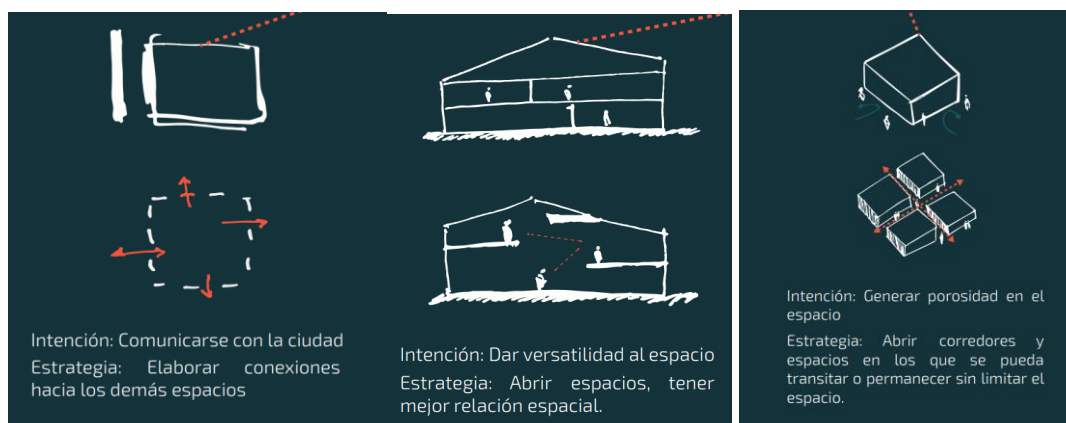 Intención: Comunicarse con la ciudad
Estrategia: Elaborar conexiones
hacia los demás espacios
Intención: Dar versatilidad al espacio
Estrategia: Abrir espacios, tener
mejor relación espacial.
Intención: Generar porosidad en el
espacio
Estrategia: Abrir corredores y
espacios en los que se pueda
transitar o permanecer sin limitar el
espacio.